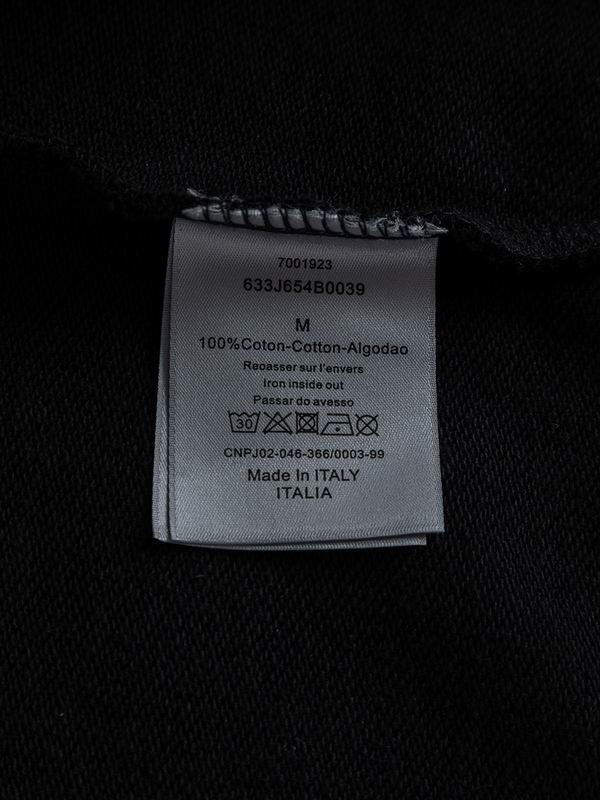 7001923
633J654B0039
M
100%Coton-Cotton-Algodao
Repasser sur l'envers
Iron inside out
Passar do avesso
30
CNPJ02-046-366/0003-99
Made In ITALY
ITALIA